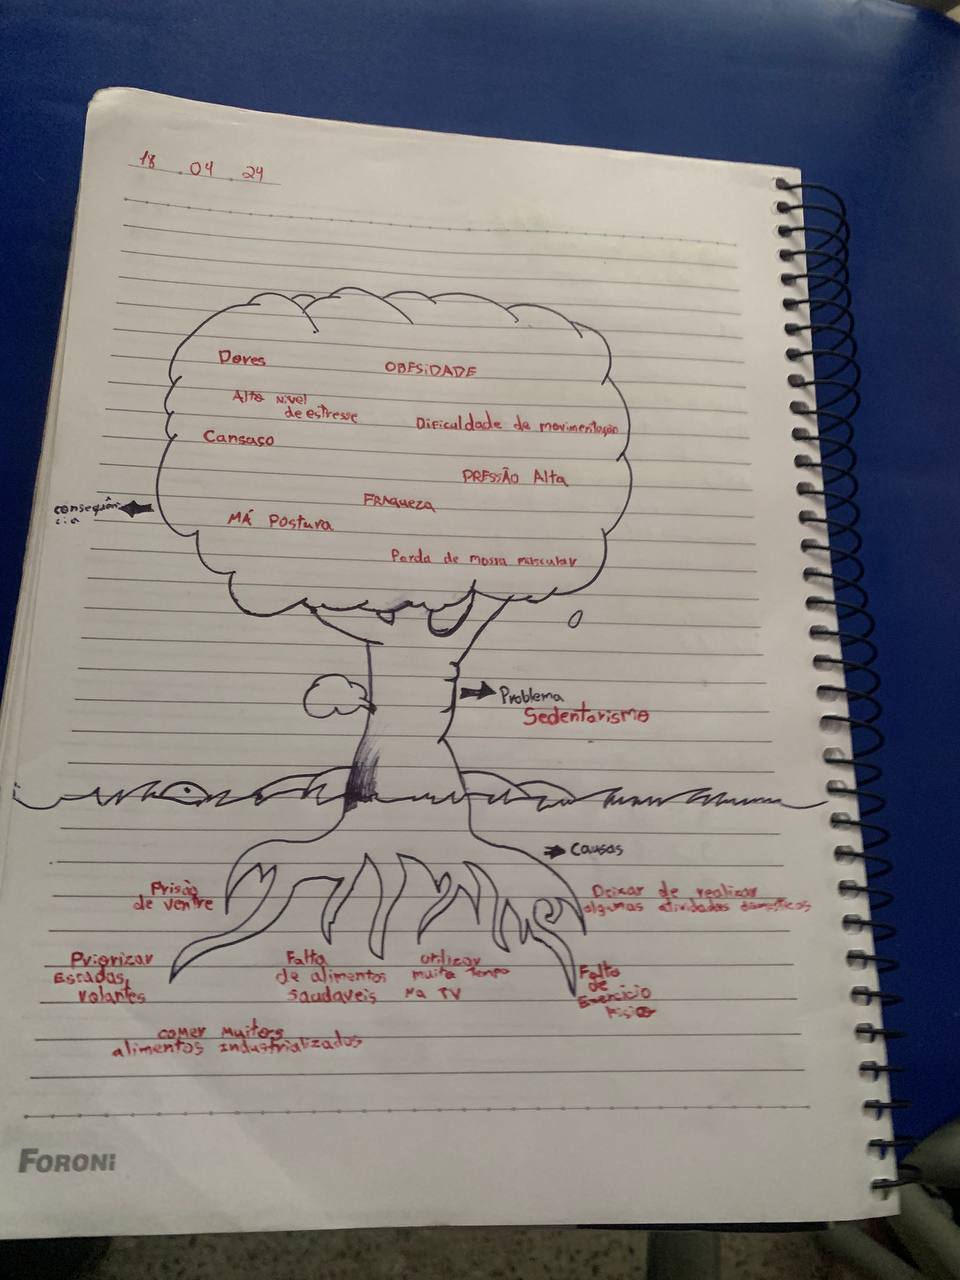 18 . 04 . 24
Dores
OBESIDADE
Alto Nivel
de estresse
Dificuldade de movimentação
Cansaço
PRESSÃO Alta
FRAqueza
consequên
cia
MÁ Postura
Perda de massa muscular
Problema
Sedentarismo
Causas
Prisão
de ventre
Deixar de realizar
algumas atividades domésticas
Priorizar
Escadas
Rolantes
Falta
de alimentos
Saudaveis
utilizar
muito Tempo
NA TV
Falta
de
Exercicio
Fisico
comer Muitos
alimentos Industrializados
FORONI